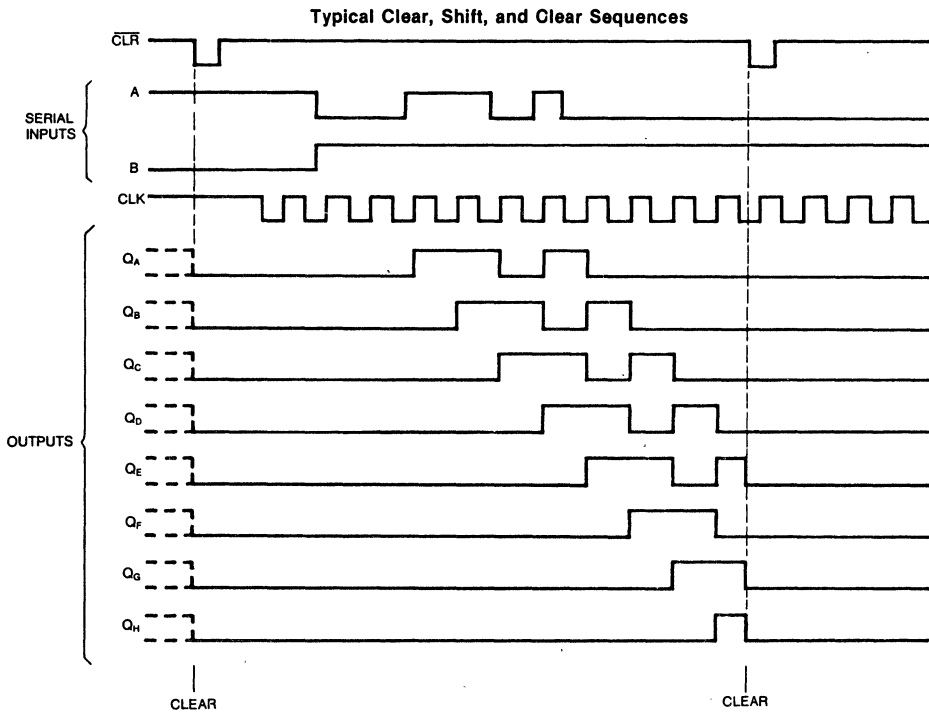 Typical Clear, Shift, and Clear Sequences
CLR
A
SERIAL
INPUTS
B
CLK
QA
QB
QC
QD
OUTPUTS
QE
QF
QG
QH
CLEAR
CLEAR